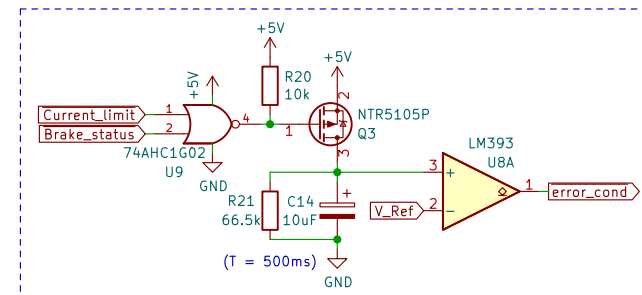 +5V
+5V
+5V
R20
10k
Current_limit
1
2
4
Brake_status
74AHC1G02
U9
GND
1
2
3
NTR5105P
Q3
LM393
U8A
R21
66.5k
C14
10uF
+
V_Ref
3
+
2
-
1
error_cond
(T = 500ms)
GND